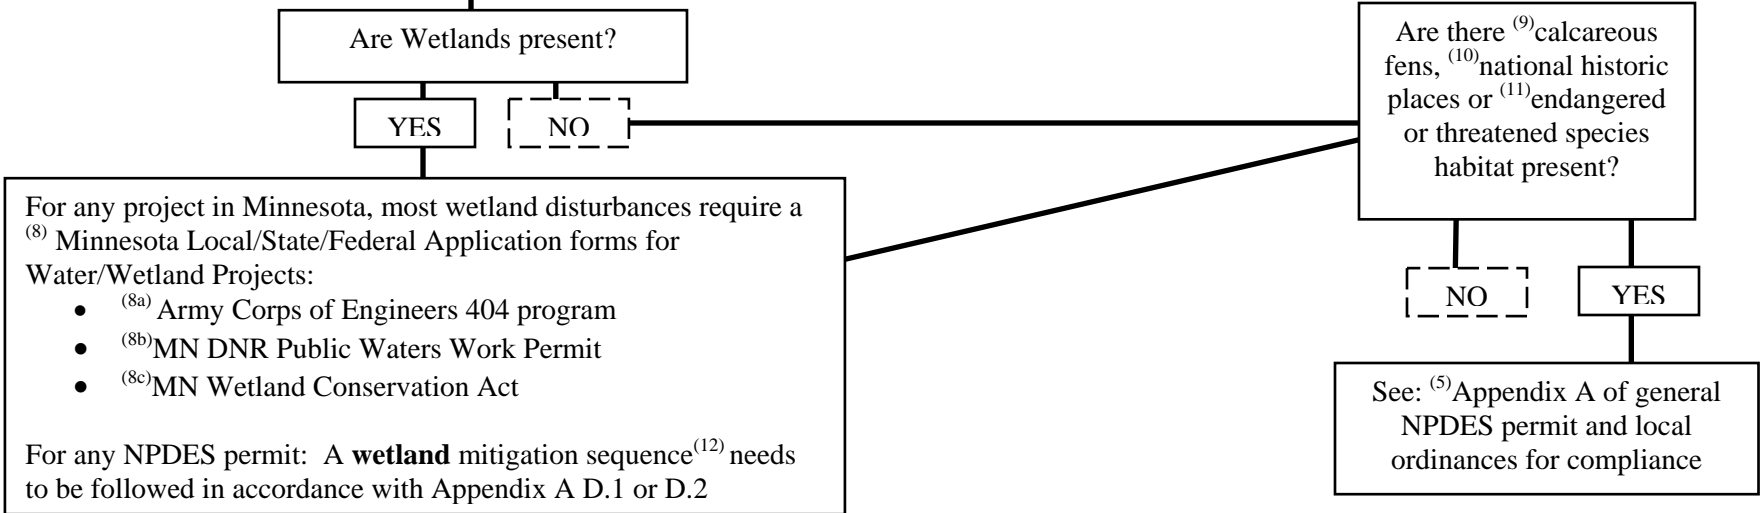 Are Wetlands present?
YES
NO
For any project in Minnesota, most wetland disturbances require a
(8) Minnesota Local/State/Federal Application forms for
Water/Wetland Projects:
• (8a) Army Corps of Engineers 404 program
• (8b)MN DNR Public Waters Work Permit
• (8c)MN Wetland Conservation Act
For any NPDES permit: A wetland mitigation sequence(12) needs
to be followed in accordance with Appendix A D.1 or D.2
Are there (9)calcareous
fens, (10)national historic
places or (11)endangered
or threatened species
habitat present?
NO
YES
See: (5)Appendix A of general
NPDES permit and local
ordinances for compliance